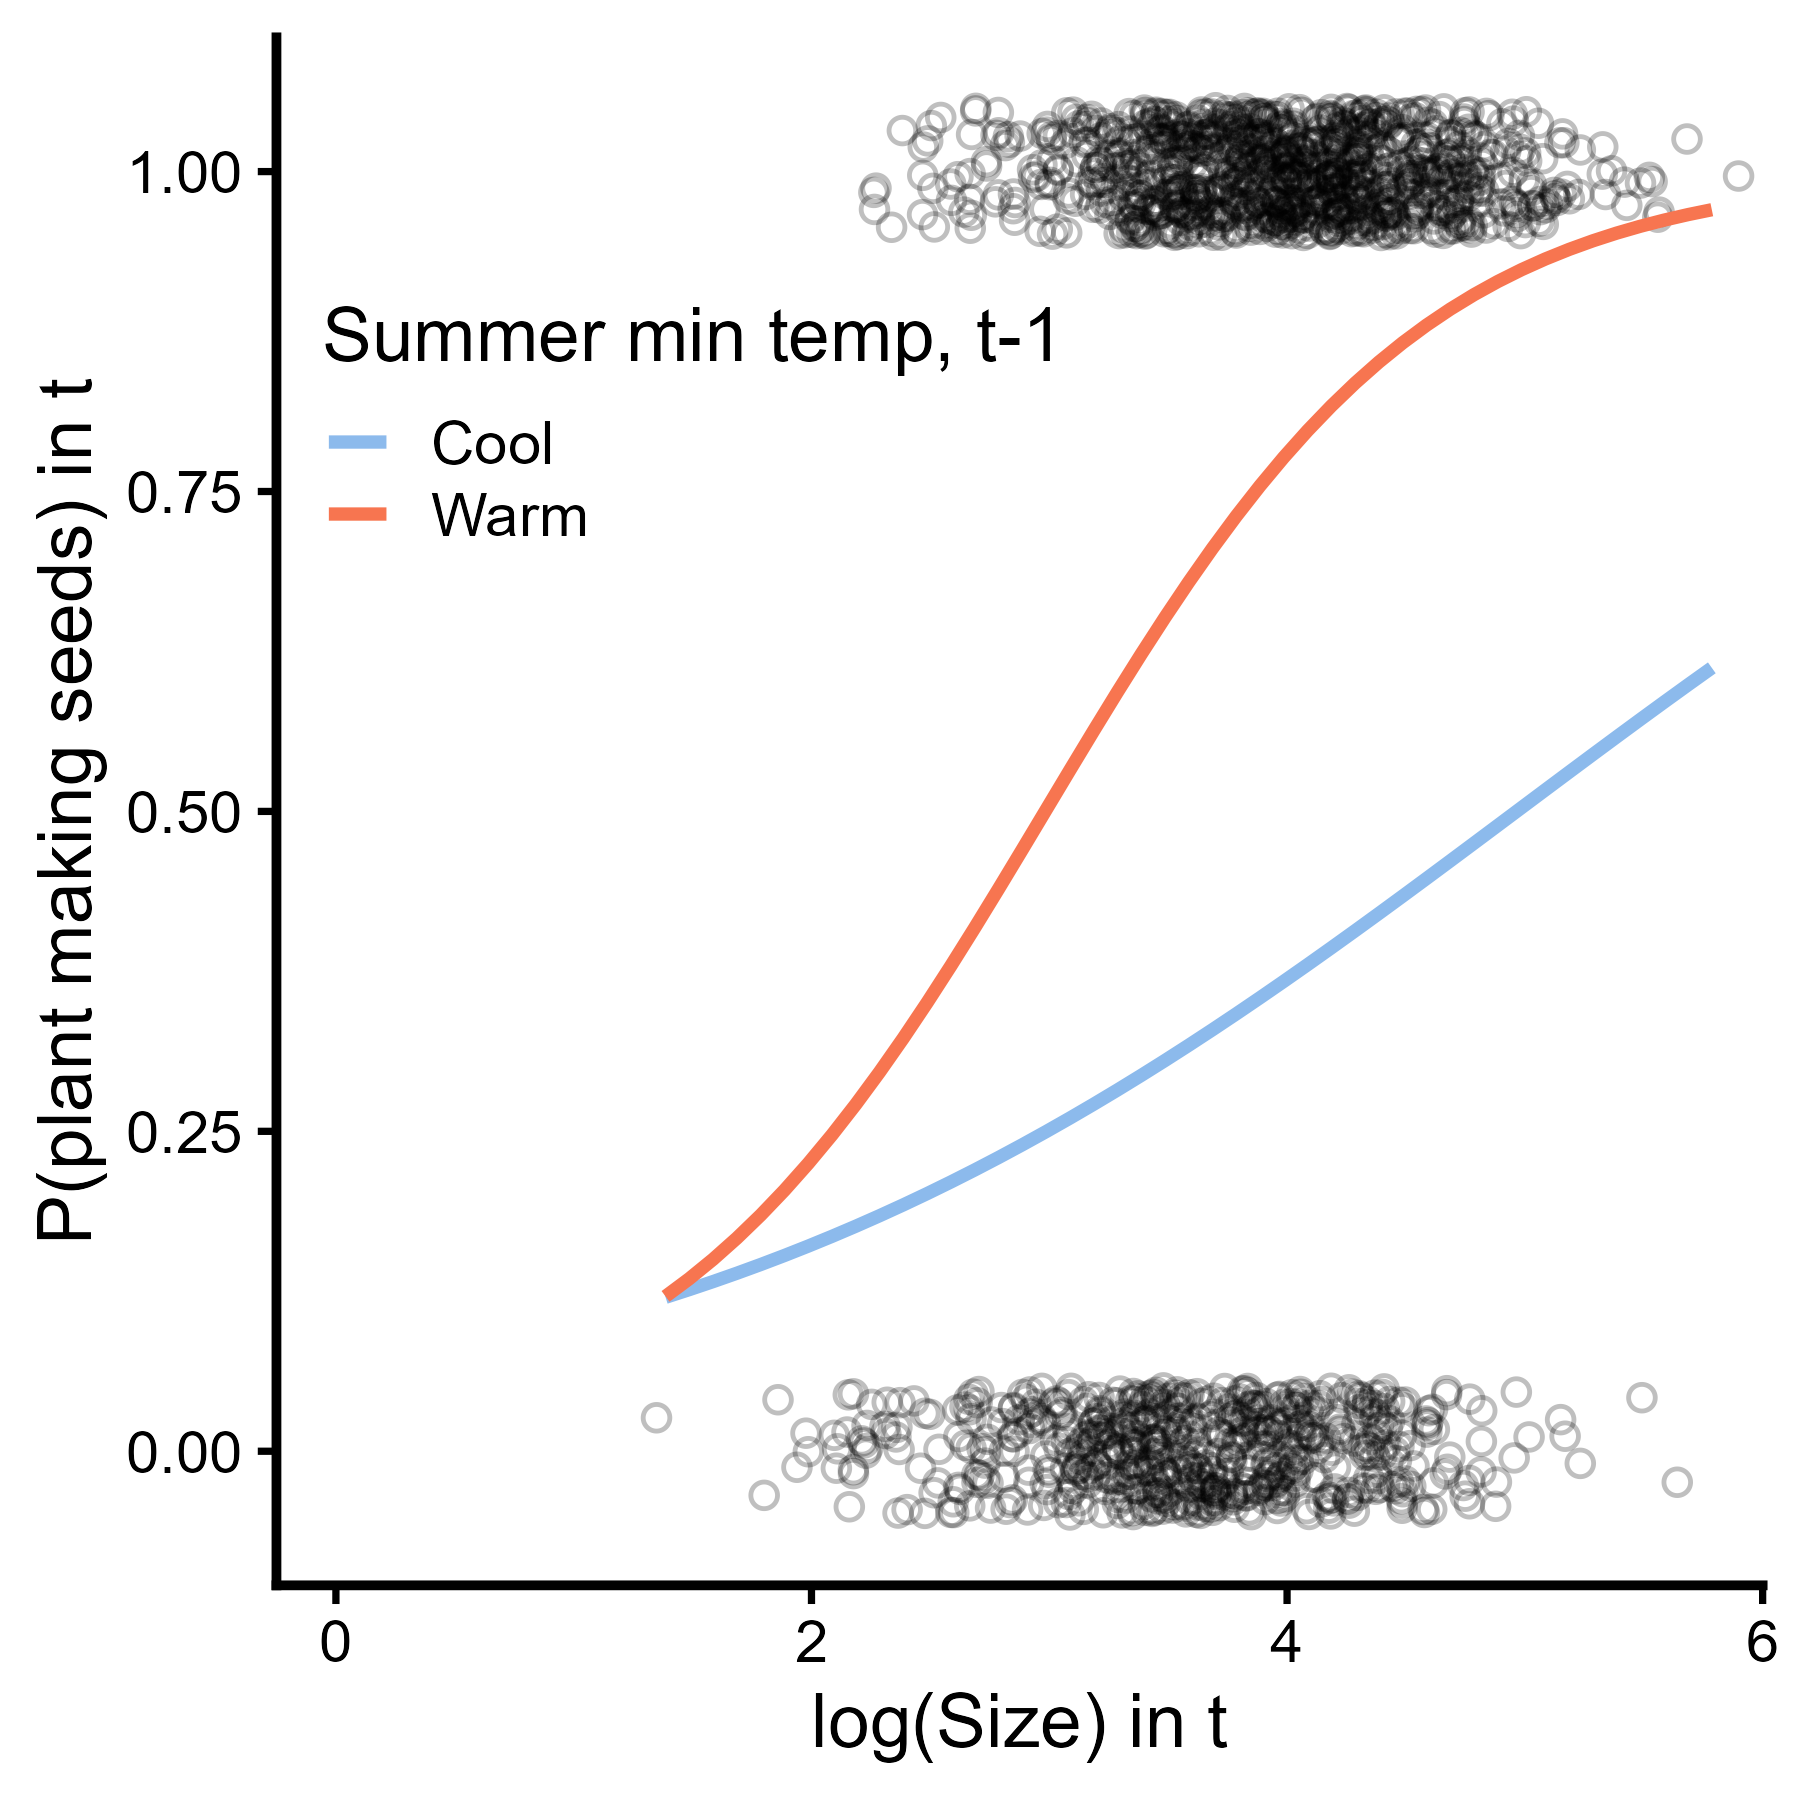 P(plant making seeds) in t
1.00
0.75
0.50
0.25
0.00
Summer min temp, t-1
Cool
Warm
0 2 4 6
log(Size) in t